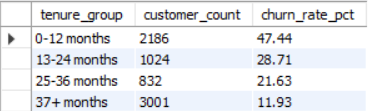 tenure_group customer_count churn_rate_pct
0-12 months 2186 47.44
13-24 months 1024 28.71
25-36 months 832 21.63
37+ months 3001 11.93